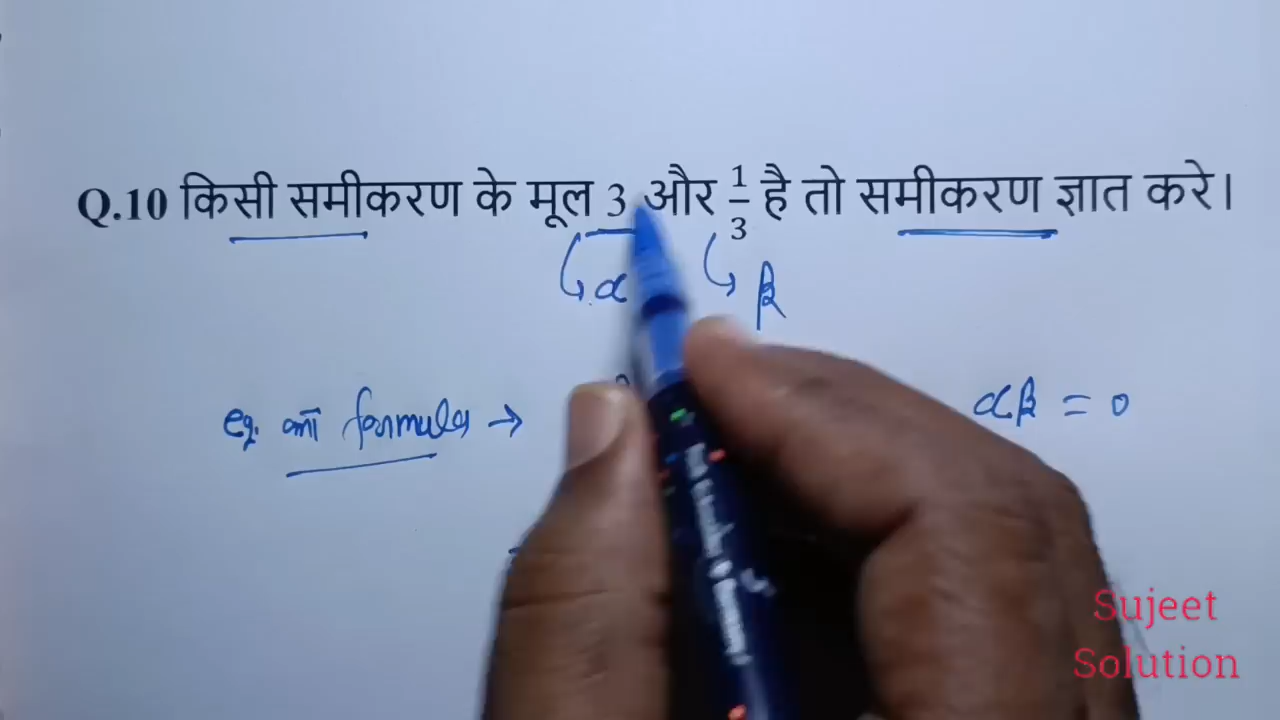 Q.10 किसी समीकरण के मूल 3 और 1/3 है तो समीकरण ज्ञात करे।
α β
eq. का formula → αβ = 0
Sujeet
Solution